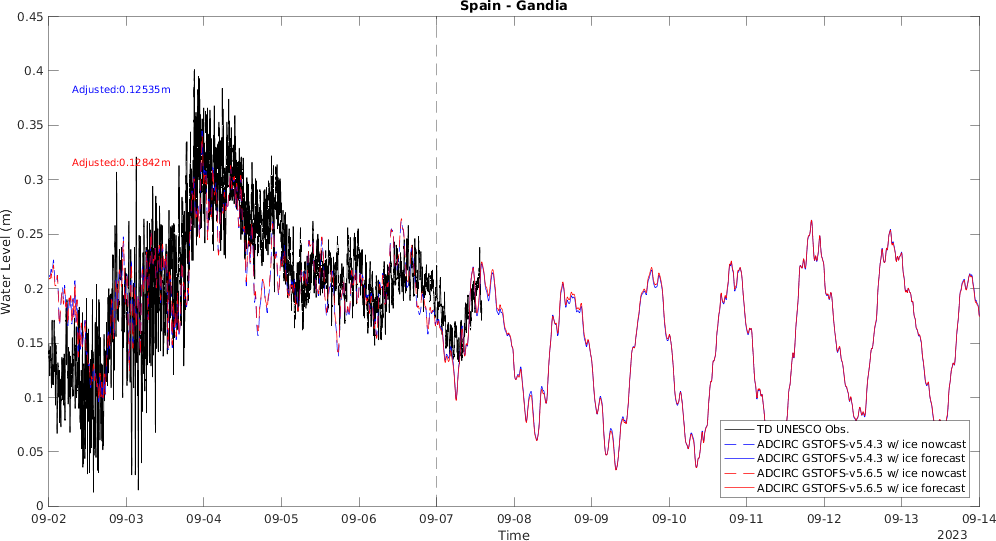 Spain - Gandia
0.45
0.4
0.35
0.3
0.25
0.2
0.15
0.1
0.05
0
Water Level (m)
Adjusted:0.12535m
Adjusted:0.12842m
TD UNESCO Obs.
ADCIRC GSTOFS-v5.4.3 w/ ice nowcast
ADCIRC GSTOFS-v5.4.3 w/ ice forecast
ADCIRC GSTOFS-v5.6.5 w/ ice nowcast
ADCIRC GSTOFS-v5.6.5 w/ ice forecast
09-02 09-03 09-04 09-05 09-06 09-07 09-08 09-09 09-10 09-11 09-12 09-13 09-14
Time
2023